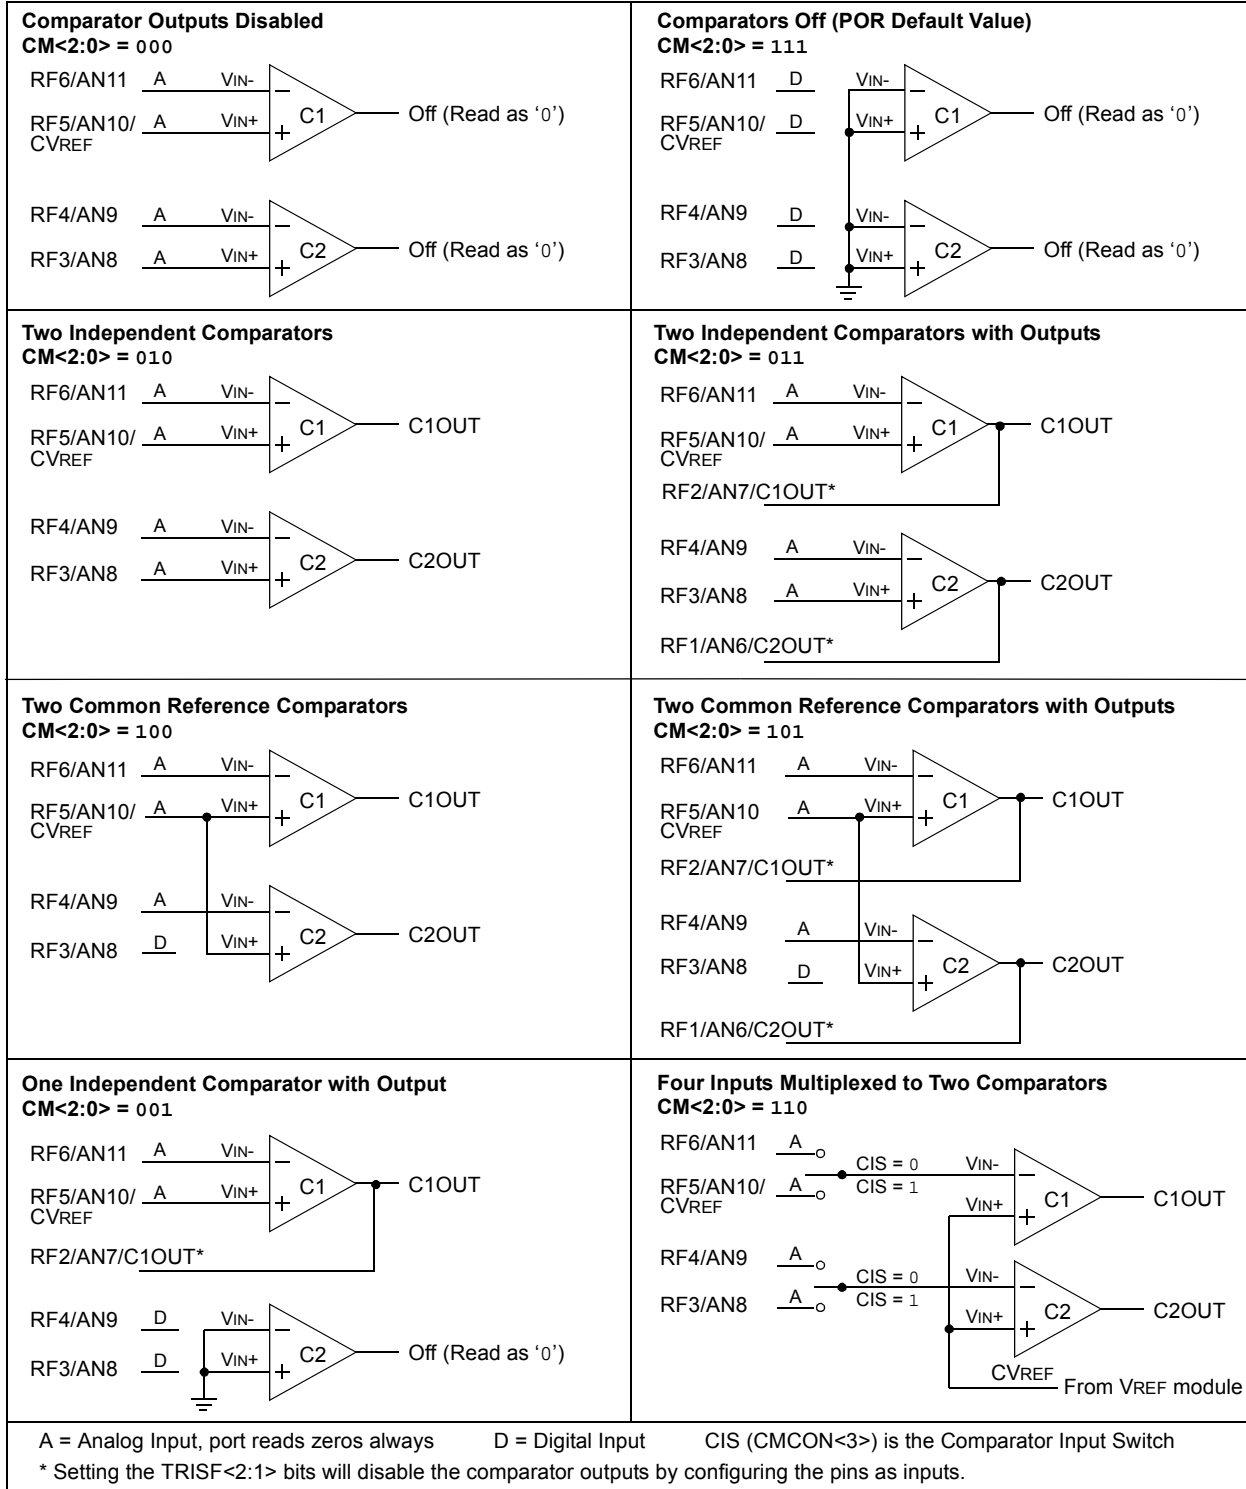 Comparator Outputs Disabled
CM<2:0> = 000
RF6/AN11 A VIN-
RF5/AN10/ A VIN+
CVREF
C1
Off (Read as ‘0’)
RF4/AN9 A VIN-
RF3/AN8 A VIN+
C2
Off (Read as ‘0’)
Comparators Off (POR Default Value)
CM<2:0> = 111
RF6/AN11 D VIN-
RF5/AN10/ D VIN+
CVREF
C1
Off (Read as ‘0’)
RF4/AN9 D VIN-
RF3/AN8 D VIN+
C2
Off (Read as ‘0’)
Two Independent Comparators
CM<2:0> = 010
RF6/AN11 A VIN-
RF5/AN10/ A VIN+
CVREF
C1
C1OUT
RF4/AN9 A VIN-
RF3/AN8 A VIN+
C2
C2OUT
Two Independent Comparators with Outputs
CM<2:0> = 011
RF6/AN11 A VIN-
RF5/AN10/ A VIN+
CVREF
C1
C1OUT
RF2/AN7/C1OUT*
RF4/AN9 A VIN-
RF3/AN8 A VIN+
C2
C2OUT
RF1/AN6/C2OUT*
Two Common Reference Comparators
CM<2:0> = 100
RF6/AN11 A VIN-
RF5/AN10/ A VIN+
CVREF
C1
C1OUT
RF4/AN9 A VIN-
RF3/AN8 D VIN+
C2
C2OUT
Two Common Reference Comparators with Outputs
CM<2:0> = 101
RF6/AN11 A VIN-
RF5/AN10 A VIN+
CVREF
C1
C1OUT
RF2/AN7/C1OUT*
RF4/AN9 A VIN-
RF3/AN8 D VIN+
C2
C2OUT
RF1/AN6/C2OUT*
One Independent Comparator with Output
CM<2:0> = 001
RF6/AN11 A VIN-
RF5/AN10/ A VIN+
CVREF
C1
C1OUT
RF2/AN7/C1OUT*
RF4/AN9 D VIN-
RF3/AN8 D VIN+
C2
Off (Read as ‘0’)
Four Inputs Multiplexed to Two Comparators
CM<2:0> = 110
RF6/AN11 A
CIS = 0 VIN-
RF5/AN10/ A CIS = 1
CVREF
VIN+
C1
C1OUT
RF4/AN9 A
CIS = 0 VIN-
RF3/AN8 A CIS = 1
VIN+
C2
C2OUT
CVREF
From VREF module
A = Analog Input, port reads zeros always D = Digital Input CIS (CMCON<3>) is the Comparator Input Switch
* Setting the TRISF<2:1> bits will disable the comparator outputs by configuring the pins as inputs.